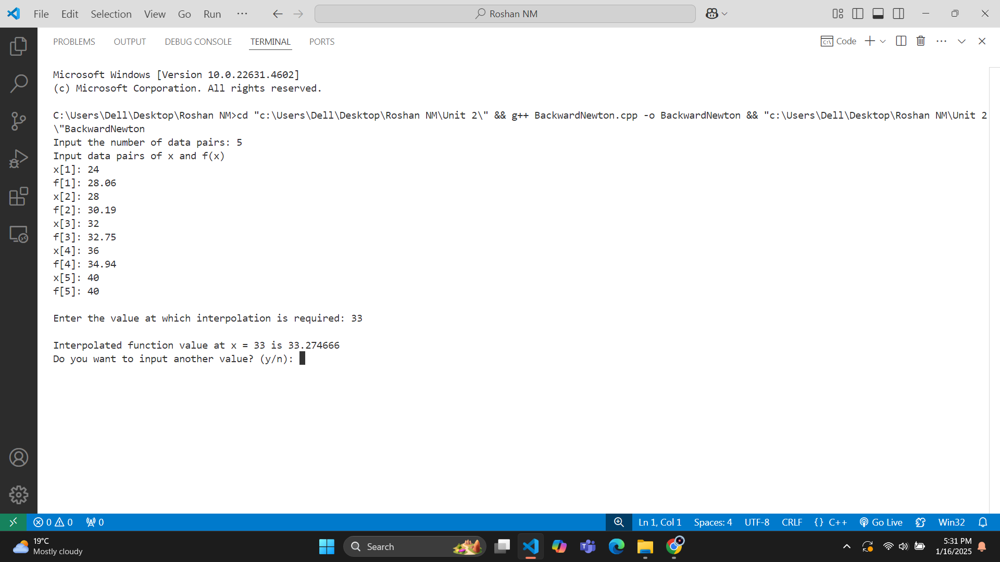 File Edit Selection View Go Run ··· Roshan NM
PROBLEMS OUTPUT DEBUG CONSOLE TERMINAL PORTS Code
Microsoft Windows [Version 10.0.22631.4602]
(c) Microsoft Corporation. All rights reserved.
C:\Users\Dell\Desktop\Roshan NM>cd "c:\Users\Dell\Desktop\Roshan NM\Unit 2\" && g++ BackwardNewton.cpp -o BackwardNewton && "c:\Users\Dell\Desktop\Roshan NM\Unit 2
\"BackwardNewton
Input the number of data pairs: 5
Input data pairs of x and f(x)
x[1]: 24
f[1]: 28.06
x[2]: 28
f[2]: 30.19
x[3]: 32
f[3]: 32.75
x[4]: 36
f[4]: 34.94
x[5]: 40
f[5]: 40
Enter the value at which interpolation is required: 33
Interpolated function value at x = 33 is 33.274666
Do you want to input another value? (y/n):
0 0 0 Ln 1, Col 1 Spaces: 4 UTF-8 CRLF {} C++ Go Live Win32
19°C
Mostly cloudy
Search
5:31 PM
1/16/2025